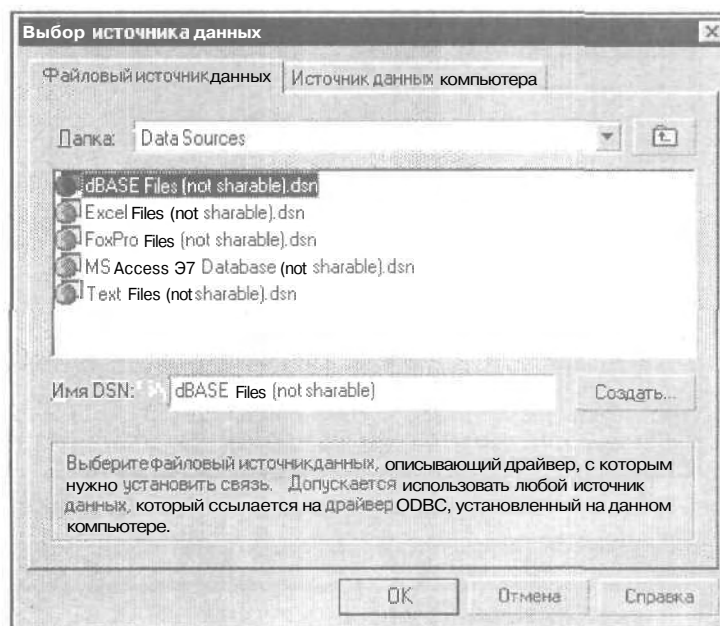 Выбор источника данных
Файловый источник данных
Источник данных компьютера
Папка: Data Sources
dBASE Files (not sharable).dsn
Excel Files (not sharable).dsn
FoxPro Files (not sharable).dsn
MS Access Э7 Database (not sharable).dsn
Text Files (not sharable).dsn
Имя DSN: dBASE Files (not sharable)
Создать...
Выберите файловый источник данных, описывающий драйвер, с которым
нужно установить связь. Допускается использовать любой источник
данных, который ссылается на драйвер ODBC, установленный на данном
компьютере.
OK
Отмена
Справка